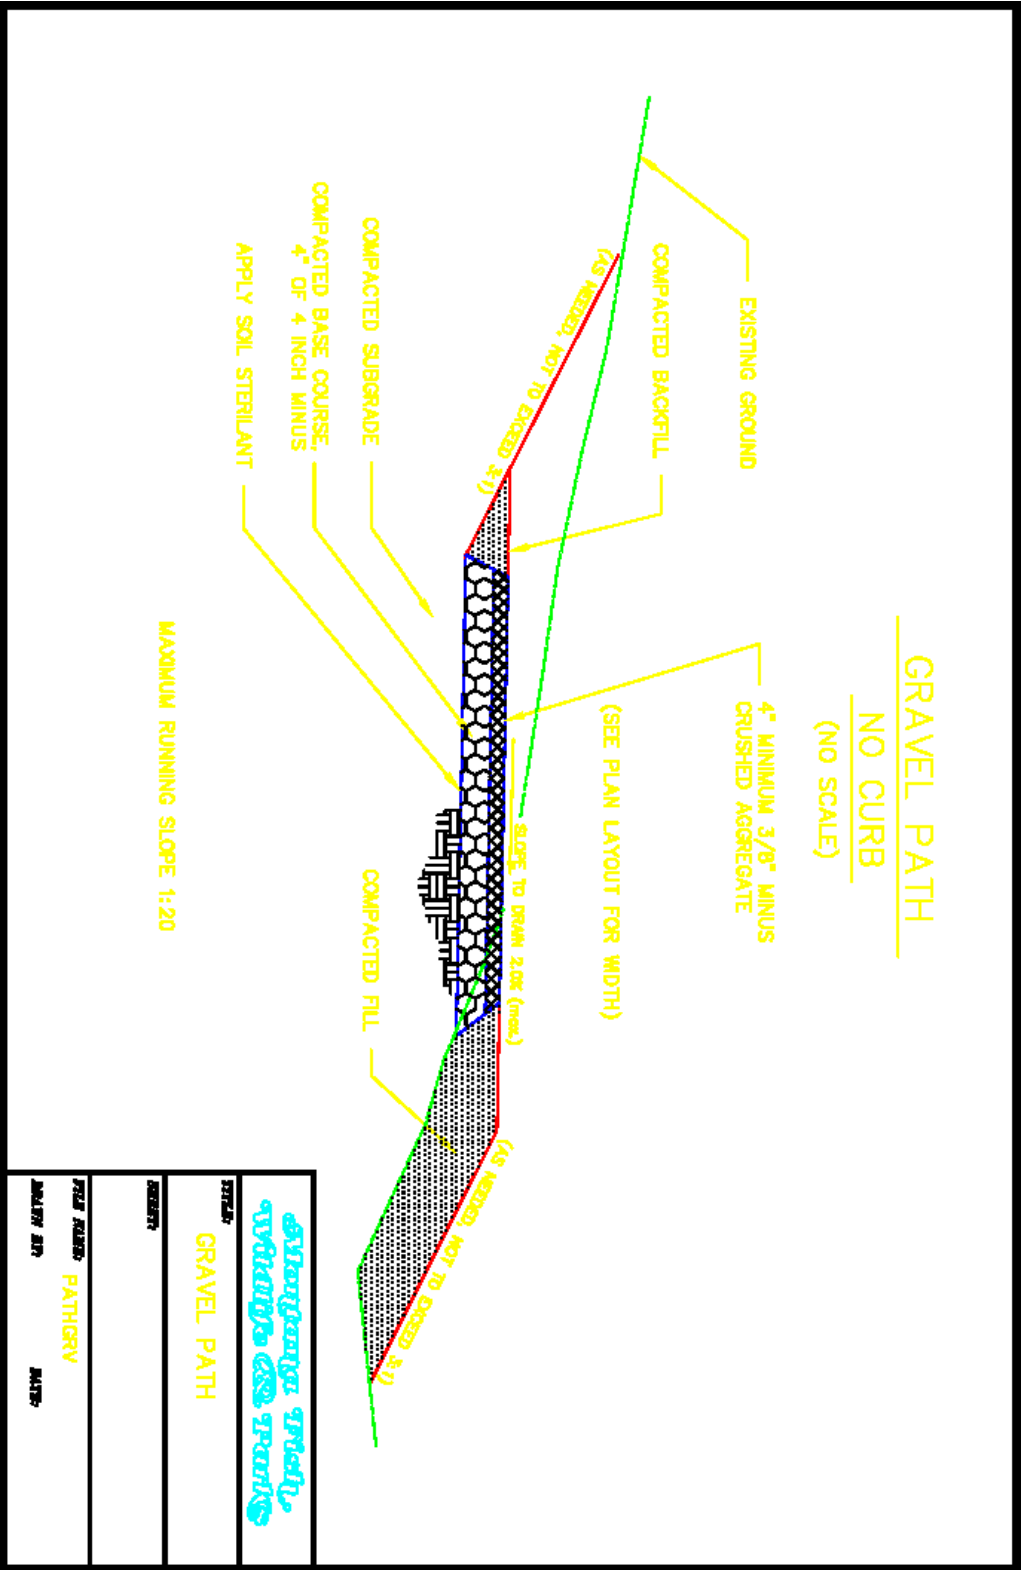 GRAVEL PATH
NO CURB
(NO SCALE)
EXISTING GROUND
4" MINIMUM 3/8" MINUS
CRUSHED AGGREGATE
COMPACTED BACKFILL
(SEE PLAN LAYOUT FOR WIDTH)
(AS NEEDED, NOT TO EXCEED 3:1)
SLOPE TO DRAIN 2.0% (max.)
(AS NEEDED, NOT TO EXCEED 3:1)
COMPACTED SUBGRADE
COMPACTED FILL
COMPACTED BASE COURSE,
4" OF 4 INCH MINUS
APPLY SOIL STERILANT
MAXIMUM RUNNING SLOPE 1:20
Montana Fish,
Wildlife & Parks
TITLE:
GRAVEL PATH
SHEET:
FILE NAME: PATHGRV
DRAWN BY: DATE: